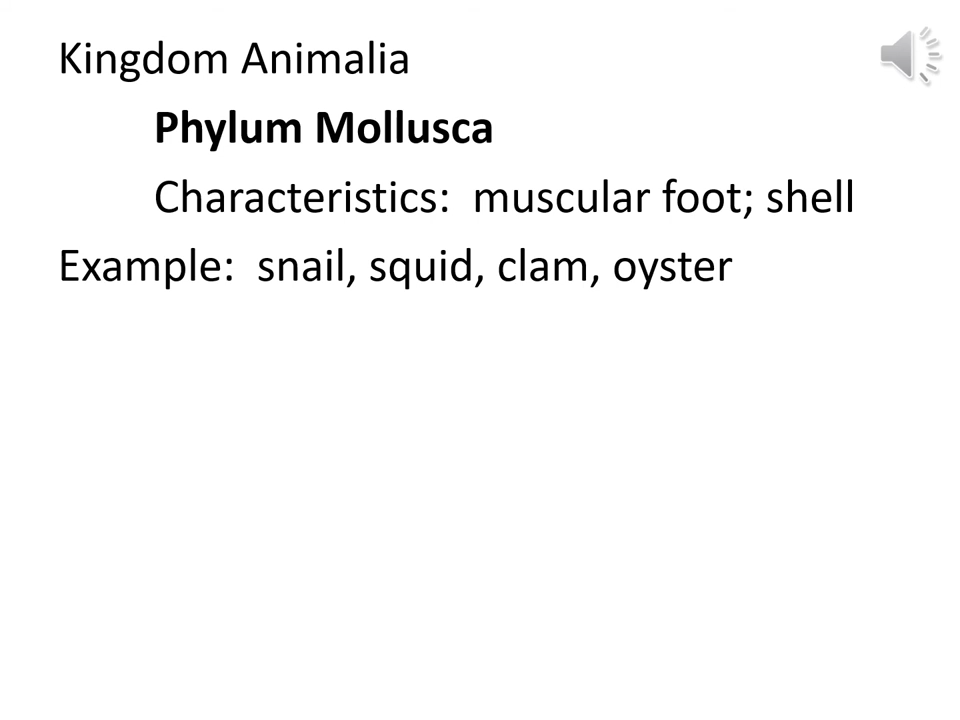 Kingdom Animalia
Phylum Mollusca
Characteristics:  muscular foot; shell
Example:  snail, squid, clam, oyster